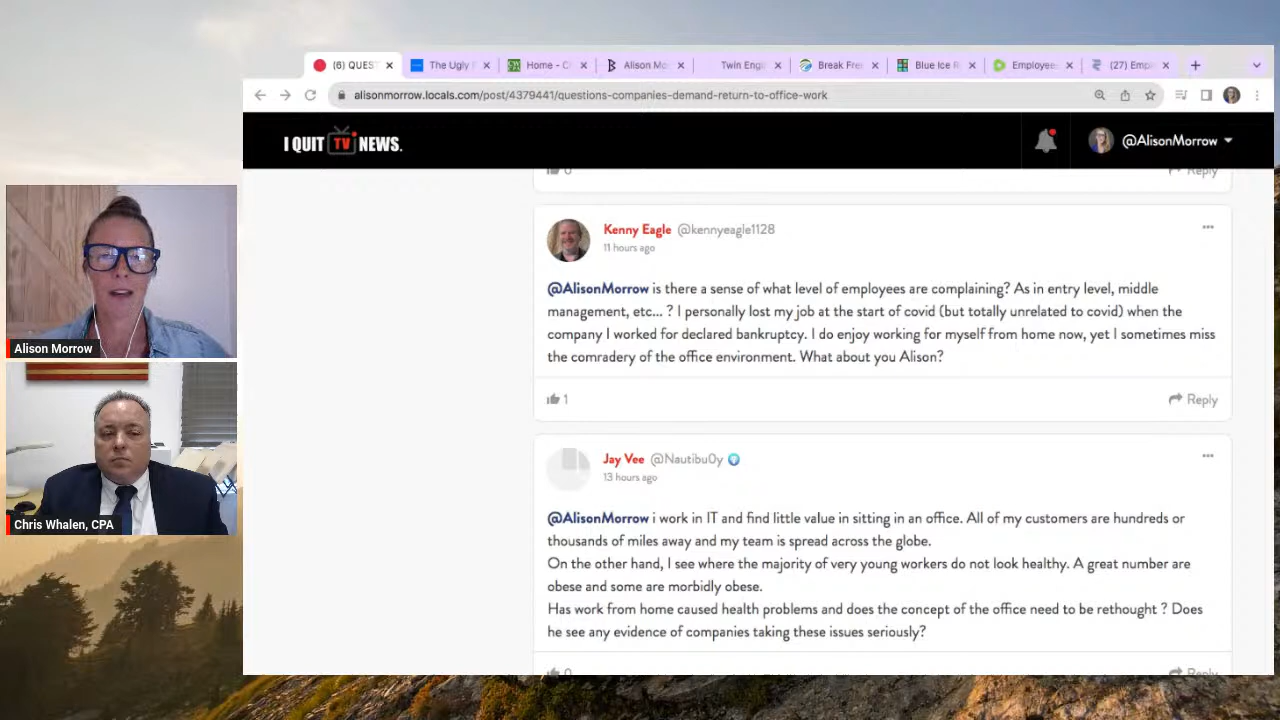 (6) QUES
The Ugly
Home - C
Alison Mo
Twin Engi
Break Fre
Blue Ice R
Employee
(27) Empl
alisonmorrow.locals.com/post/4379441/questions-companies-demand-return-to-office-work
I QUIT TV NEWS.
@AlisonMorrow
0
Reply
Kenny Eagle @kennyeagle1128
11 hours ago
@AlisonMorrow is there a sense of what level of employees are complaining? As in entry level, middle
management, etc... ? I personally lost my job at the start of covid (but totally unrelated to covid) when the
company I worked for declared bankruptcy. I do enjoy working for myself from home now, yet I sometimes miss
the comradery of the office environment. What about you Alison?
1
Reply
Jay Vee @Nautibu0y
13 hours ago
@AlisonMorrow i work in IT and find little value in sitting in an office. All of my customers are hundreds or
thousands of miles away and my team is spread across the globe.
On the other hand, I see where the majority of very young workers do not look healthy. A great number are
obese and some are morbidly obese.
Has work from home caused health problems and does the concept of the office need to be rethought ? Does
he see any evidence of companies taking these issues seriously?
0
Reply
Alison Morrow
Chris Whalen, CPA